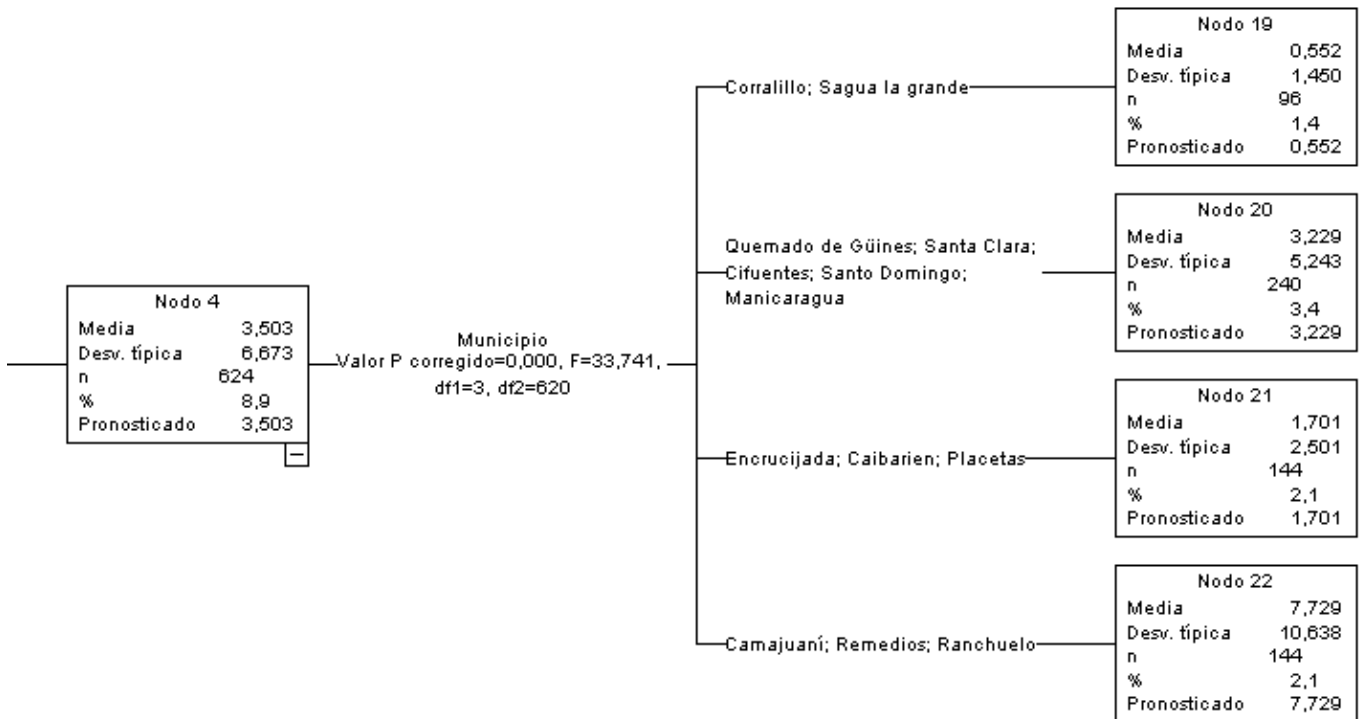 Nodo 4
Media 3,503
Desv. típica 6,673
n 624
% 8,9
Pronosticado 3,503
Municipio
Valor P corregido=0,000, F=33,741,
df1=3, df2=620
Corralillo; Sagua la grande
Nodo 19
Media 0,552
Desv. típica 1,450
n 96
% 1,4
Pronosticado 0,552
Quemado de Güines; Santa Clara;
Cifuentes; Santo Domingo;
Manicaragua
Nodo 20
Media 3,229
Desv. típica 5,243
n 240
% 3,4
Pronosticado 3,229
Encrucijada; Caibarien; Placetas
Nodo 21
Media 1,701
Desv. típica 2,501
n 144
% 2,1
Pronosticado 1,701
Camajuaní; Remedios; Ranchuelo
Nodo 22
Media 7,729
Desv. típica 10,638
n 144
% 2,1
Pronosticado 7,729